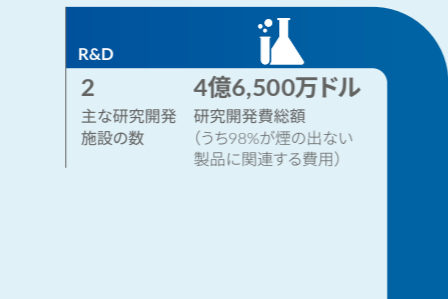 R&D
2
主な研究開発
施設の数
4億6,500万ドル
研究開発費総額
（うち98%が煙の出ない
製品に関連する費用）